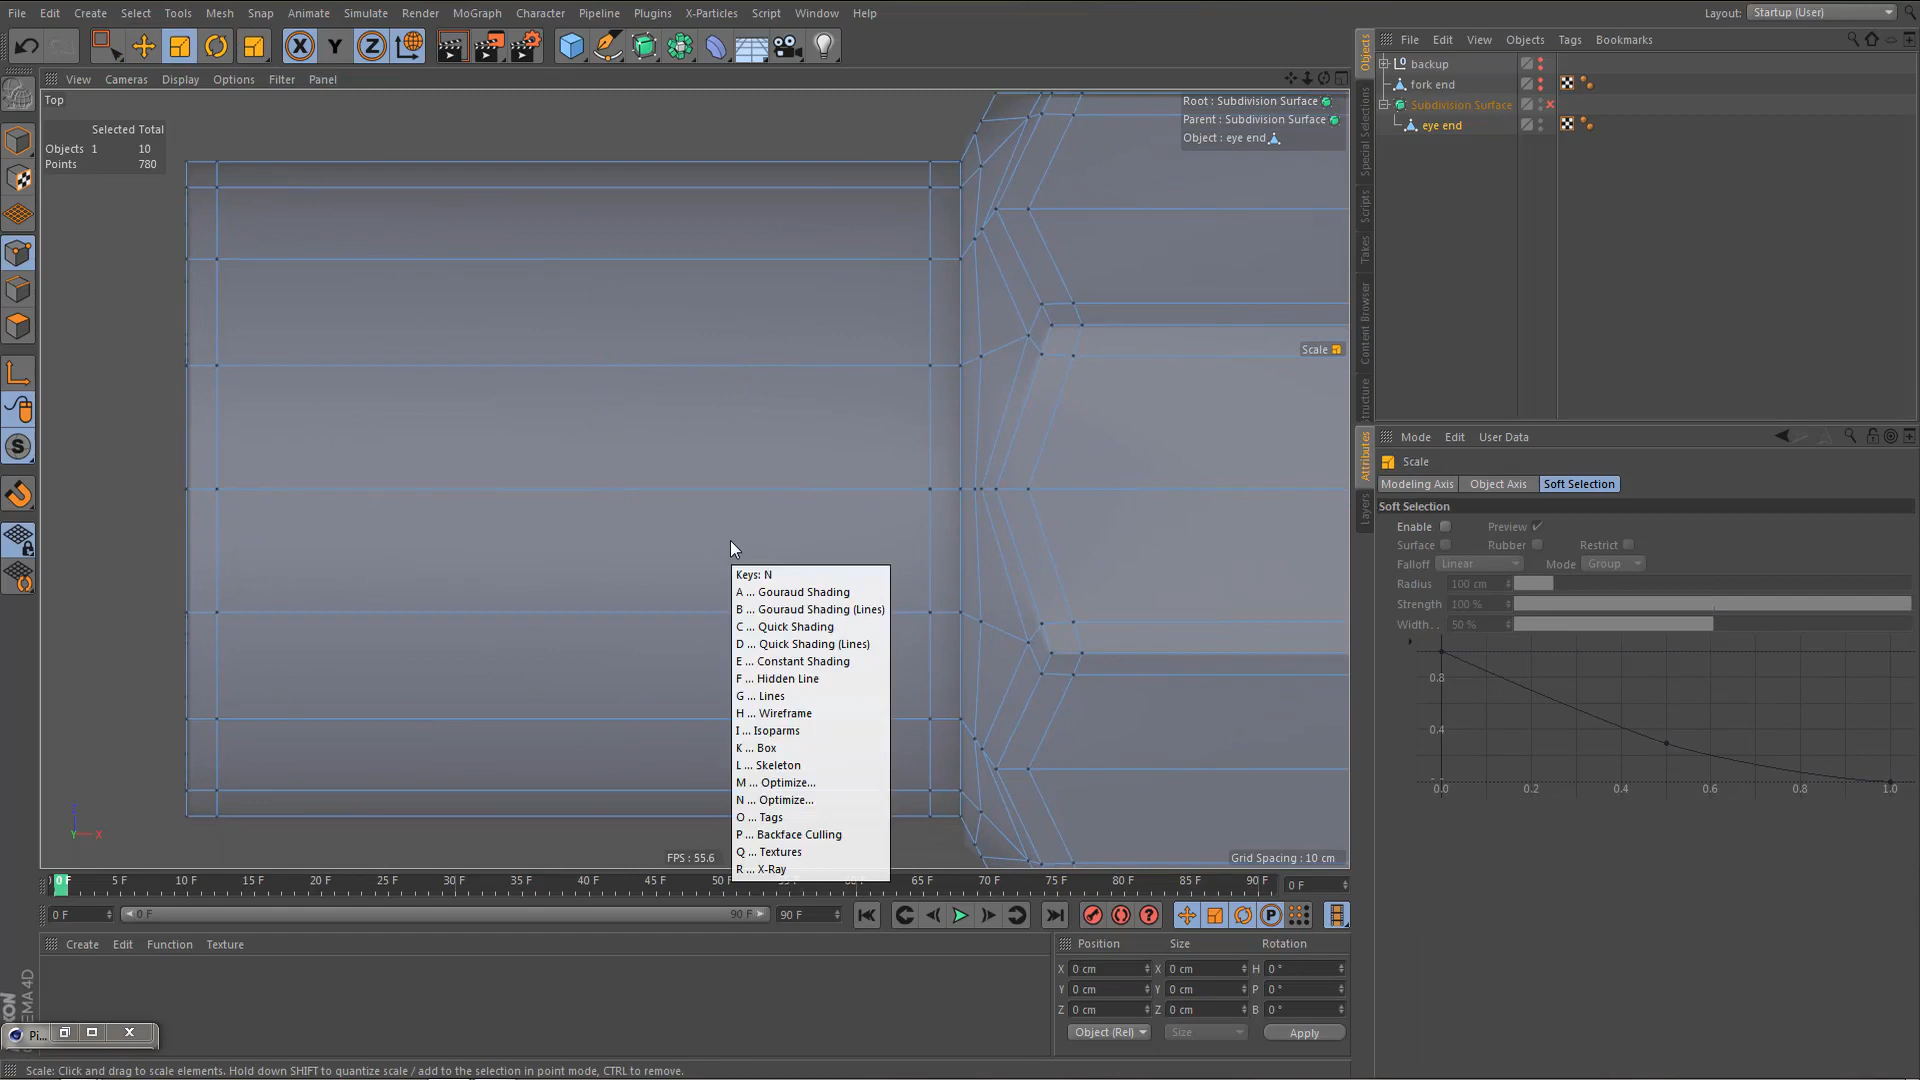 File Edit Create Select Tools Mesh Snap Animate Simulate Render MoGraph Character Pipeline Plugins X-Particles Script Window Help
Layout: Startup (User)
View Cameras Display Options Filter Panel
Top
Selected Total
Objects 1 10
Points 780
Root : Subdivision Surface
Parent : Subdivision Surface
Object : eye end
Scale
Keys: N
A ... Gouraud Shading
B ... Gouraud Shading (Lines)
C ... Quick Shading
D ... Quick Shading (Lines)
E ... Constant Shading
F ... Hidden Line
G ... Lines
H ... Wireframe
I ... Isoparms
K ... Box
L ... Skeleton
M ... Optimize...
N ... Optimize...
O ... Tags
P ... Backface Culling
Q ... Textures
R ... X-Ray
Y X
FPS : 55.6
Grid Spacing : 10 cm
0 F 5 F 10 F 15 F 20 F 25 F 30 F 35 F 40 F 45 F 65 F 70 F 75 F 80 F 85 F 90 F 0 F
0 F 0 F 90 F 90 F
Create Edit Function Texture
Position Size Rotation
X 0 cm X 0 cm H 0 °
Y 0 cm Y 0 cm P 0 °
Z 0 cm Z 0 cm B 0 °
Object (Rel) Size Apply
Pi...
Scale: Click and drag to scale elements. Hold down SHIFT to quantize scale / add to the selection in point mode, CTRL to remove.
Objects
Special Selections
Scripts
Takes
Content Browser
Attributes
Layers
File Edit View Objects Tags Bookmarks
backup
fork end
Subdivision Surface
eye end
Mode Edit User Data
Scale
Modeling Axis Object Axis Soft Selection
Soft Selection
Enable Preview
Surface Rubber Restrict
Falloff Linear Mode Group
Radius 100 cm
Strength 100 %
Width . . 50 %
0.8
0.4
0.0 0.2 0.4 0.6 0.8 1.0